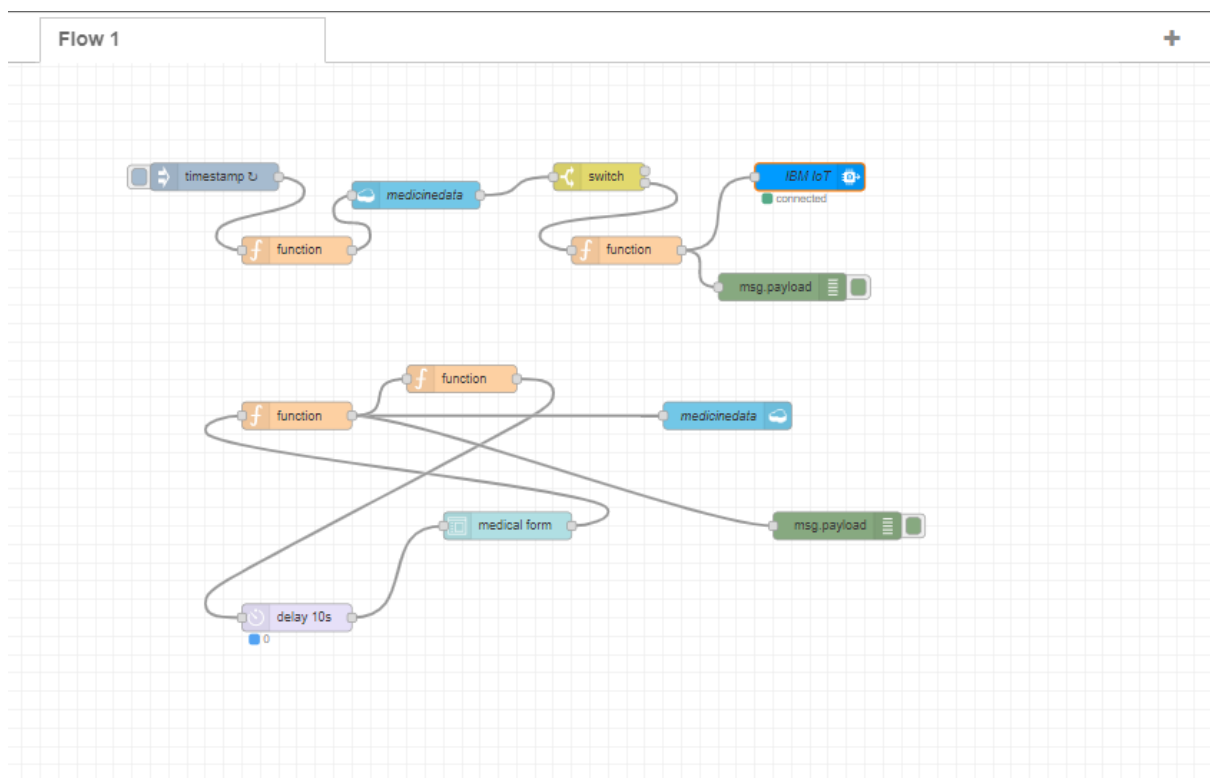 Flow 1
+
timestamp ↻
medicinedata
switch
IBM IoT
connected
function
function
msg.payload
function
function
medicinedata
medical form
msg.payload
delay 10s
0